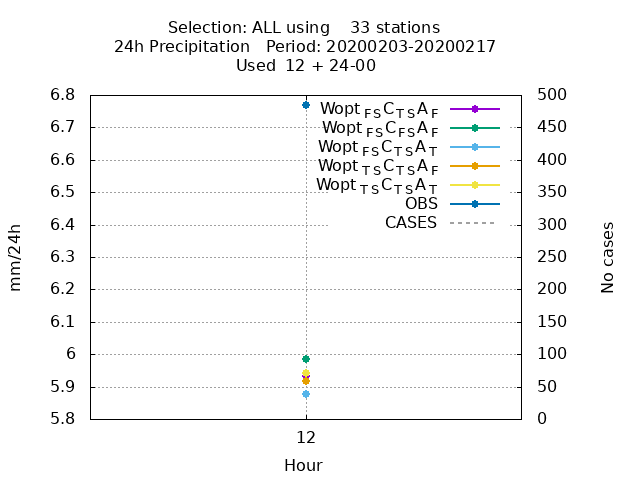 Selection: ALL using    33 stations
24h Precipitation   Period: 20200203-20200217
Used  12 + 24-00
6.8
6.7
6.6
6.5
6.4
6.3
6.2
6.1
6
5.9
5.8
mm/24h
Wopt FS C TS A F
Wopt FS C FS A F
Wopt FS C TS A T
Wopt TS C TS A F
Wopt TS C TS A T
OBS
CASES
500
450
400
350
300
250
200
150
100
50
0
No cases
12
Hour